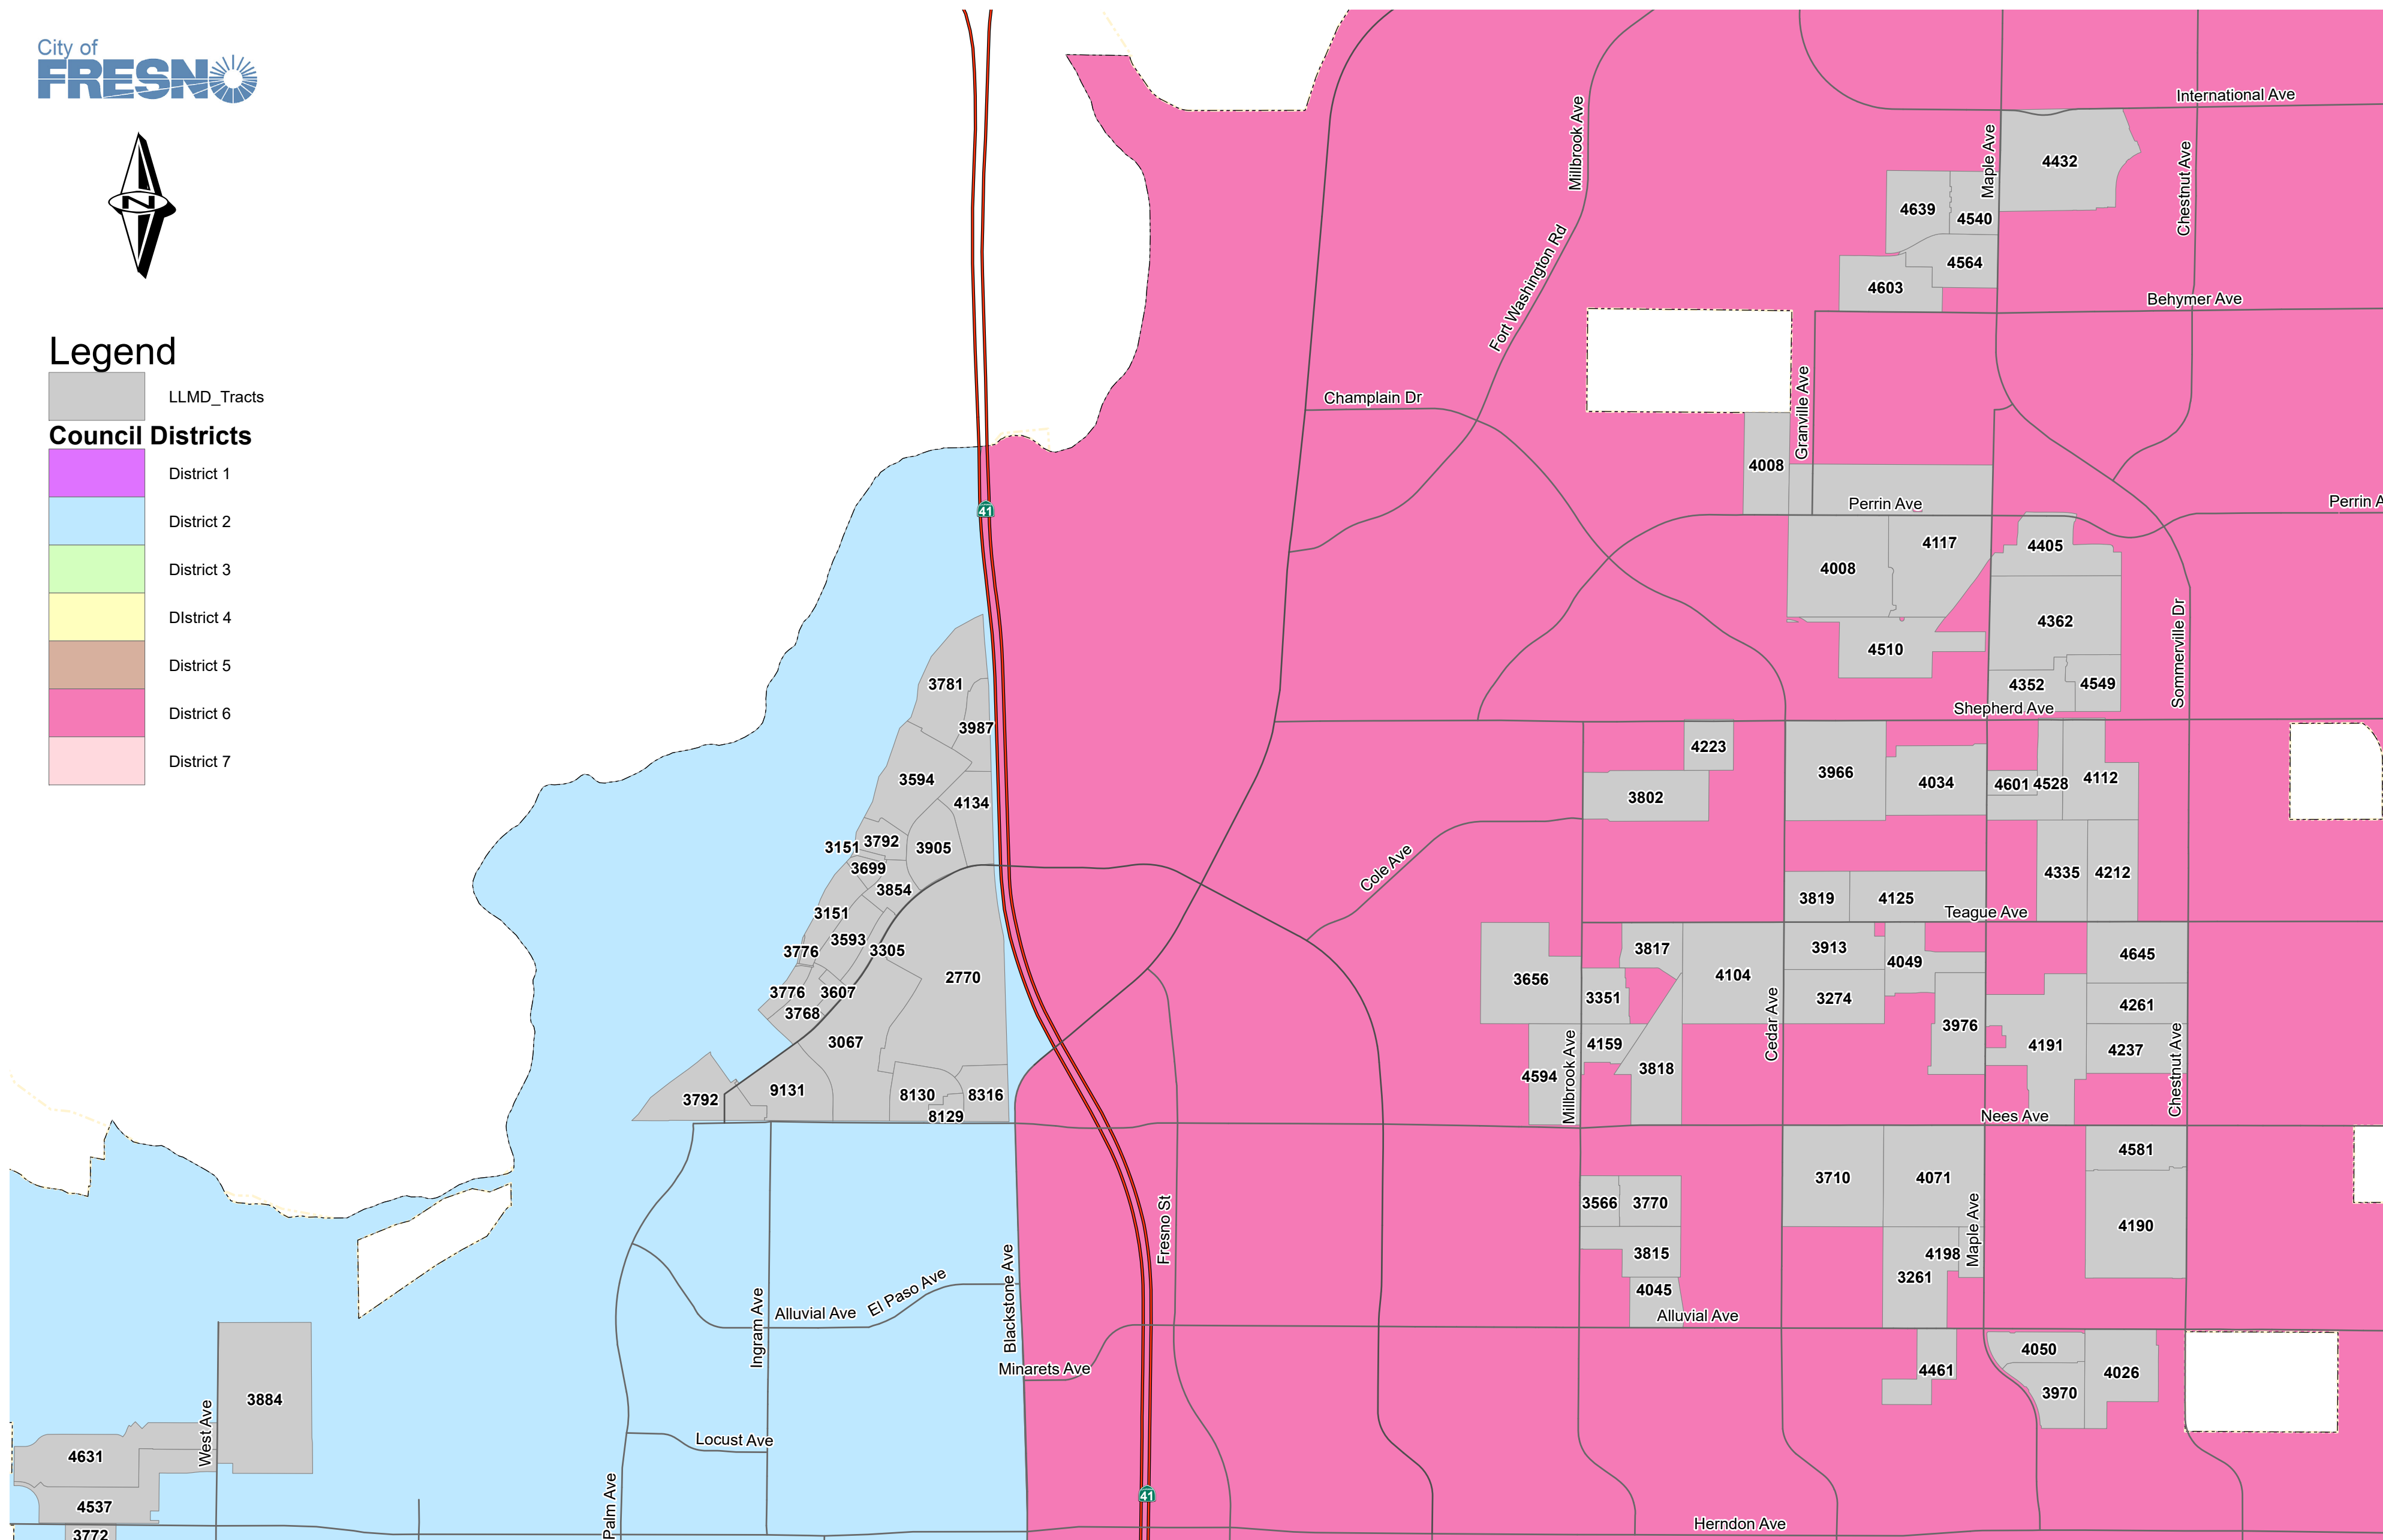 City of
FRESNO
N
Legend
LLMD_Tracts
Council Districts
District 1
District 2
District 3
DIstrict 4
District 5
District 6
District 7
International Ave
Millbrook Ave
Maple Ave
Chestnut Ave
4432
4639
4540
4564
4603
Fort Washington Rd
Behymer Ave
Champlain Dr
Granville Ave
4008
41
Perrin Ave
Perrin A
4117
4405
4008
4362
4510
Sommerville Dr
3781
4352
4549
Shepherd Ave
3987
4223
3594
3966
4034
4601
4528
4112
4134
3802
3151
3792
3905
3699
Cole Ave
3854
4335
4212
3819
4125
3151
Teague Ave
3593
3776
3305
3817
3913
4049
4645
2770
3656
4104
3776
3607
3351
3274
4261
3768
3976
3067
4159
4191
4237
Cedar Ave
Chestnut Ave
Millbrook Ave
4594
3818
3792
9131
8130
8316
8129
Nees Ave
4581
3710
4071
3566
3770
4190
Fresno St
Maple Ave
3815
4198
3261
4045
Blackstone Ave
El Paso Ave
Alluvial Ave
Ingram Ave
Alluvial Ave
Minarets Ave
4050
4461
4026
3970
3884
West Ave
Locust Ave
4631
Palm Ave
4537
41
3772
Herndon Ave